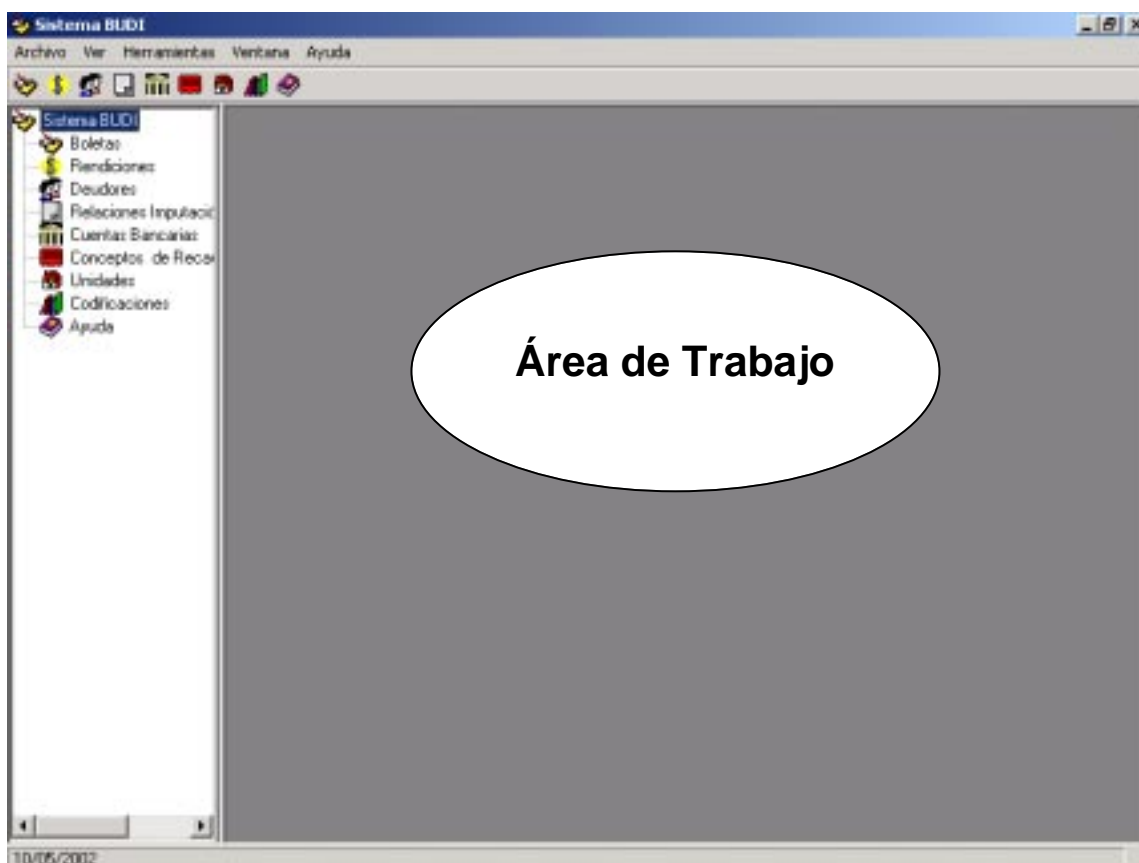 Sistema BUDI
Archivo Ver Herramientas Ventana Ayuda
Sistema BUDI
Boletas
Rendiciones
Deudores
Relaciones Imputació
Cuentas Bancarias
Conceptos de Reca
Unidades
Codificaciones
Ayuda
Área de Trabajo
10/05/2002